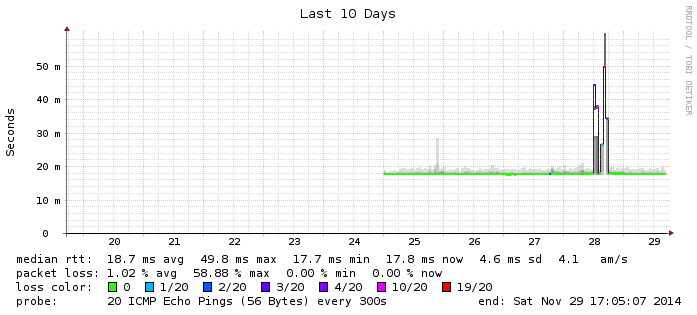 Last 10 Days
RRDTOOL / TOBI OETIKER
Seconds
50 m
40 m
30 m
20 m
10 m
0
20 21 22 23 24 25 26 27 28 29
median rtt: 18.7 ms avg 49.8 ms max 17.7 ms min 17.8 ms now 4.6 ms sd 4.1 am/s
packet loss: 1.02 % avg 58.88 % max 0.00 % min 0.00 % now
loss color: 0 1/20 2/20 3/20 4/20 10/20 19/20
probe: 20 ICMP Echo Pings (56 Bytes) every 300s end: Sat Nov 29 17:05:07 2014